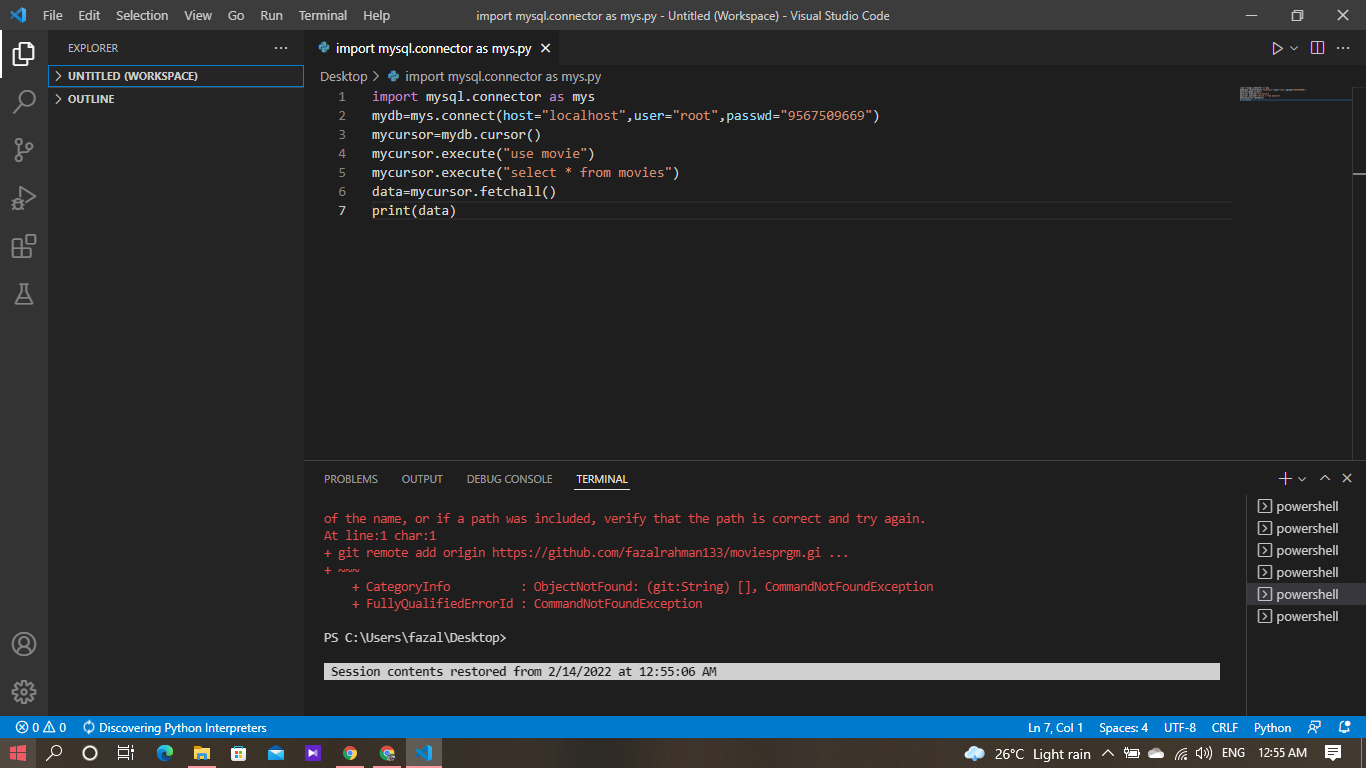 File Edit Selection View Go Run Terminal Help
import mysql.connector as mys.py - Untitled (Workspace) - Visual Studio Code
EXPLORER
UNTITLED (WORKSPACE)
OUTLINE
import mysql.connector as mys.py
Desktop > import mysql.connector as mys.py
1 import mysql.connector as mys
2 mydb=mys.connect(host="localhost",user="root",passwd="9567509669")
3 mycursor=mydb.cursor()
4 mycursor.execute("use movie")
5 mycursor.execute("select * from movies")
6 data=mycursor.fetchall()
7 print(data)
PROBLEMS OUTPUT DEBUG CONSOLE TERMINAL
of the name, or if a path was included, verify that the path is correct and try again.
At line:1 char:1
+ git remote add origin https://github.com/fazalrahman133/moviesprgm.gi ...
+ ~~~
+ CategoryInfo : ObjectNotFound: (git:String) [], CommandNotFoundException
+ FullyQualifiedErrorId : CommandNotFoundException
PS C:\Users\fazal\Desktop>
Session contents restored from 2/14/2022 at 12:55:06 AM
powershell
powershell
powershell
powershell
powershell
powershell
0 0 Discovering Python Interpreters
Ln 7, Col 1 Spaces: 4 UTF-8 CRLF Python
26°C Light rain ENG 12:55 AM